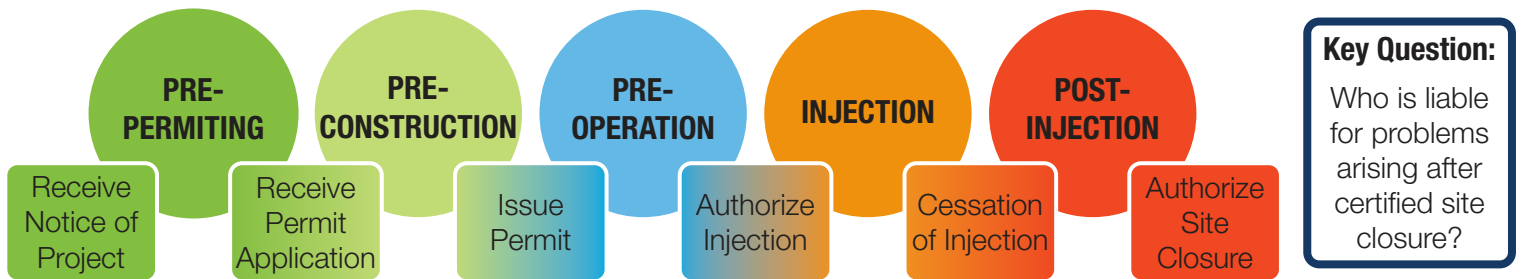 PRE-
PERMITING
PRE-
CONSTRUCTION
PRE-
OPERATION
INJECTION
POST-
INJECTION
Receive
Notice of
Project
Receive
Permit
Application
Issue
Permit
Authorize
Injection
Cessation
of Injection
Authorize
Site
Closure
Key Question:
Who is liable
for problems
arising after
certified site
closure?